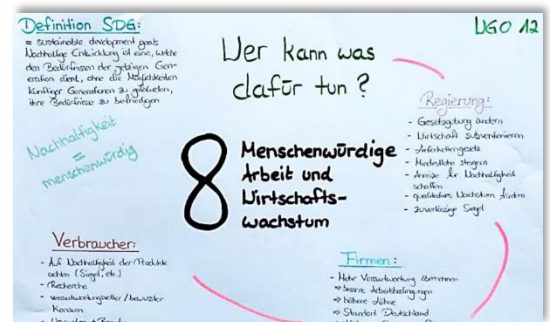 Definition SDG:
= sustainable development goals
Nachhaltige Entwicklung ist eine, welche
den Bedürfnissen der jetzigen Gen-
eration dient, ohne die Möglichkeiten
künftiger Generationen zu gefährden,
ihre Bedürfnisse zu befriedigen
Nachhaltigkeit
=
menschenwürdig
UGO 12
Wer kann was
dafür tun?
8
Menschenwürdige
Arbeit und
Wirtschafts-
wachstum
Regierung:
- Gesetzgebung ändern
- Wirtschaft subventionieren
- Lieferkettengesetz
- Mindestlohn steigern
- Anreize für Nachhaltigkeit
schaffen
- qualitatives Wachstum fördern
- zuverlässige Siegel
Verbraucher:
- Auf Nachhaltigkeit der Produkte
achten (Siegel, etc.)
- Recherche
- verantwortungsvoller/bewusster
Konsum
Firmen:
- Mehr Verantwortung übernehmen
⇒ bessere Arbeitsbedingungen
⇒ höhere Löhne
⇒ Standort Deutschland